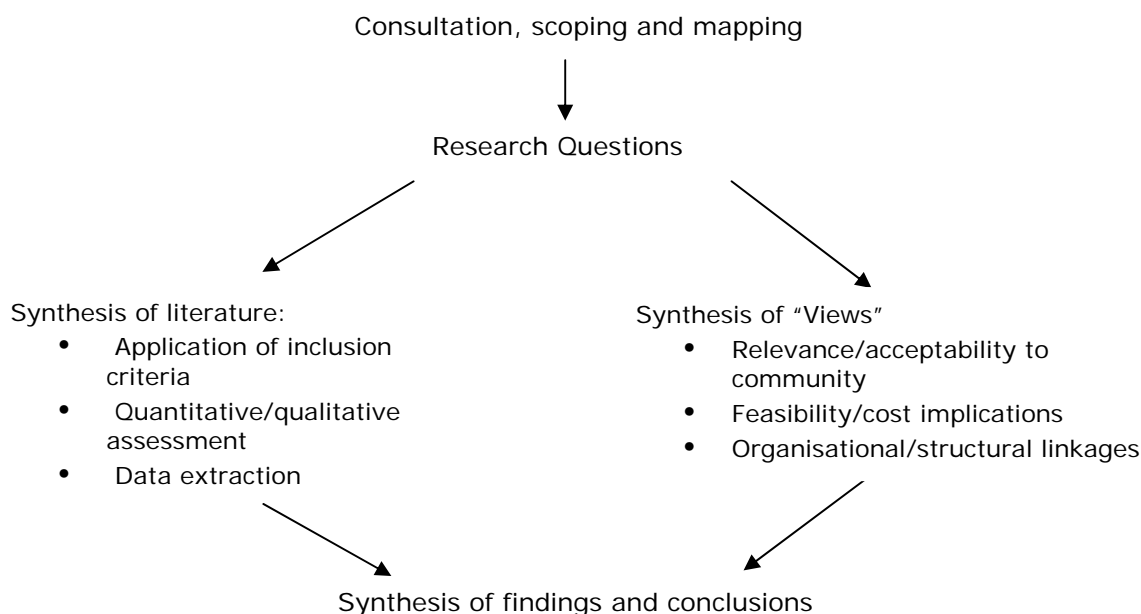 Consultation, scoping and mapping
Research Questions
Synthesis of literature:
• Application of inclusion
criteria
• Quantitative/qualitative
assessment
• Data extraction
Synthesis of “Views”
• Relevance/acceptability to
community
• Feasibility/cost implications
• Organisational/structural linkages
Synthesis of findings and conclusions